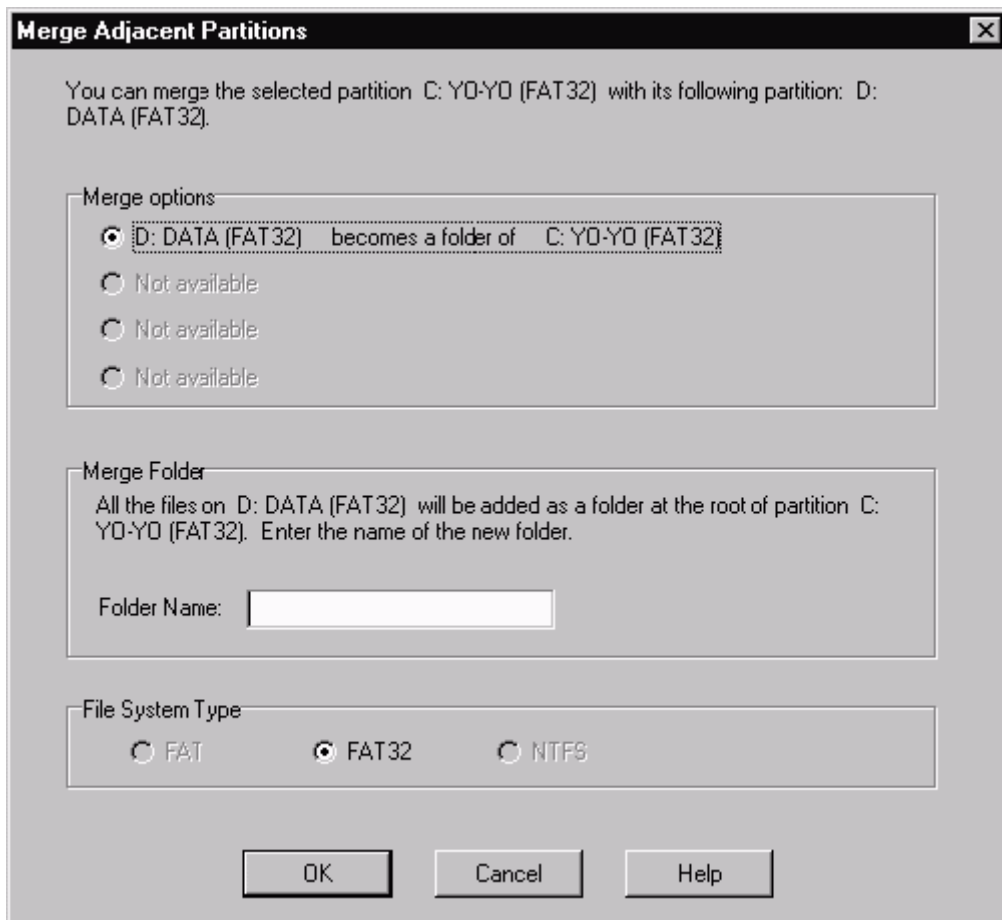 Merge Adjacent Partitions
You can merge the selected partition C: YO-YO (FAT32) with its following partition: D:
DATA (FAT32).
Merge options
D: DATA (FAT32) becomes a folder of C: YO-YO (FAT32)
Not available
Not available
Not available
Merge Folder
All the files on D: DATA (FAT32) will be added as a folder at the root of partition C:
YO-YO (FAT32). Enter the name of the new folder.
Folder Name:
File System Type
FAT FAT32 NTFS
OK Cancel Help